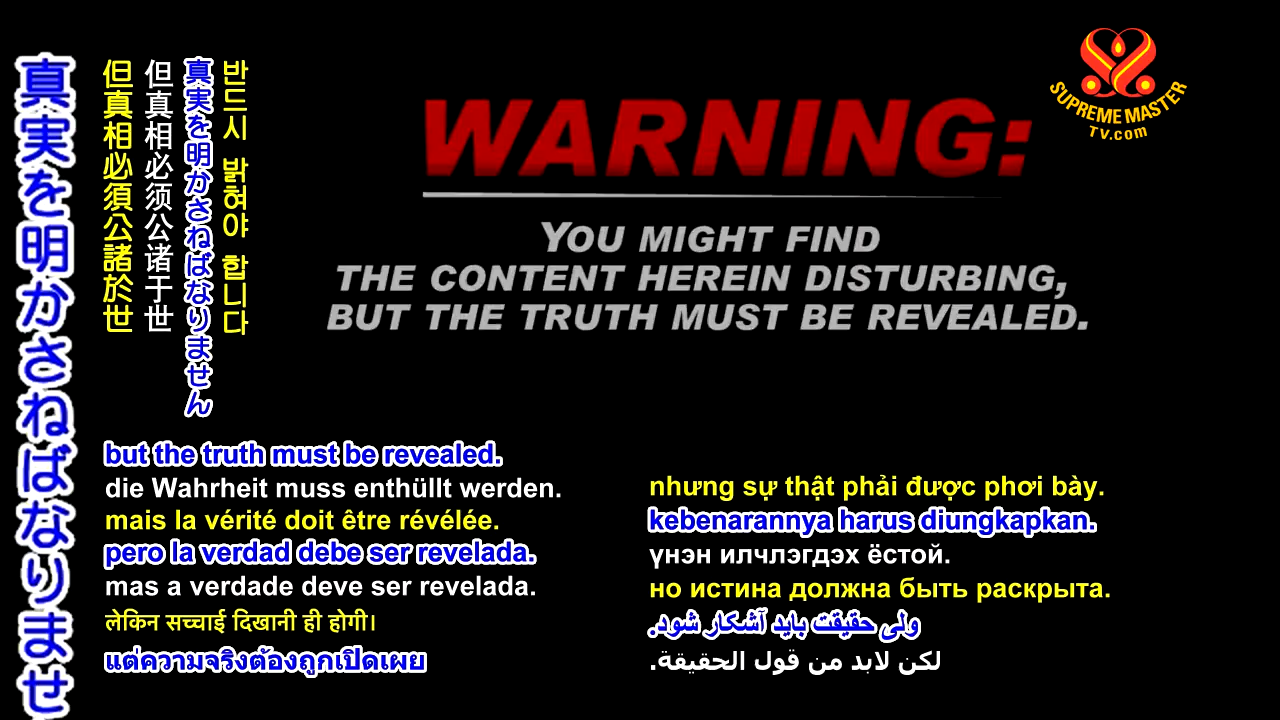 真実を明かさねばなりませ
但真相必須公諸於世
但真相必须公诸于世
真実を明かさねばなりません
반드시 밝혀야 합니다
WARNING:
YOU MIGHT FIND
THE CONTENT HEREIN DISTURBING,
BUT THE TRUTH MUST BE REVEALED.
SUPREME MASTER
TV.com
but the truth must be revealed.
die Wahrheit muss enthüllt werden.
mais la vérité doit être révélée.
pero la verdad debe ser revelada.
mas a verdade deve ser revelada.
लेकिन सच्चाई दिखानी ही होगी।
แต่ความจริงต้องถูกเปิดเผย
nhưng sự thật phải được phơi bày.
kebenarannya harus diungkapkan.
үнэн илчлэгдэх ёстой.
но истина должна быть раскрыта.
ولی حقیقت باید آشکار شود.
لكن لابد من قول الحقيقة.